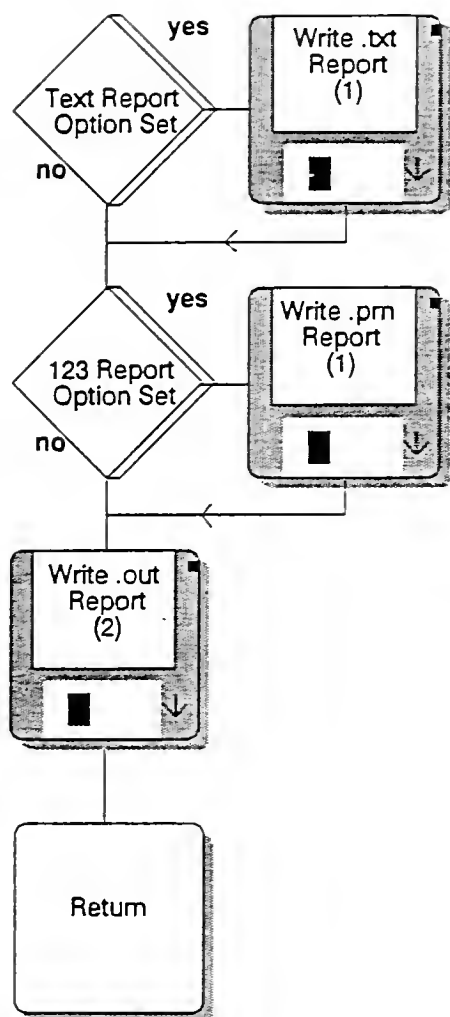 yes
Write .txt
Report
(1)
Text Report
Option Set
no
yes
Write .prn
Report
(1)
123 Report
Option Set
no
Write .out
Report
(2)
Return